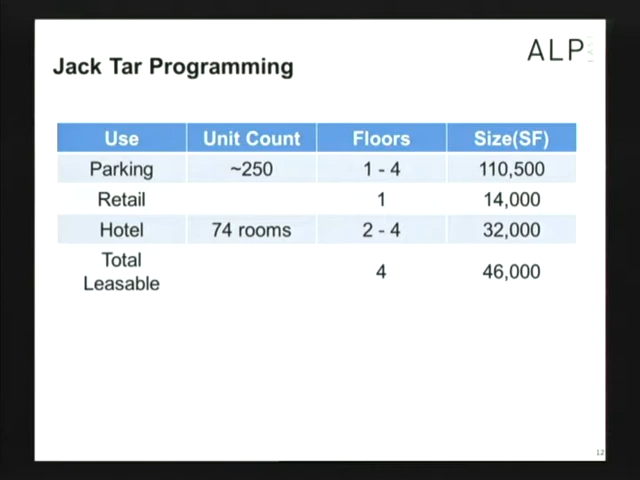 ALP
EAST
Jack Tar Programming
Use Unit Count Floors Size(SF)
Parking ~250 1 - 4 110,500
Retail 1 14,000
Hotel 74 rooms 2 - 4 32,000
Total
Leasable 4 46,000
12